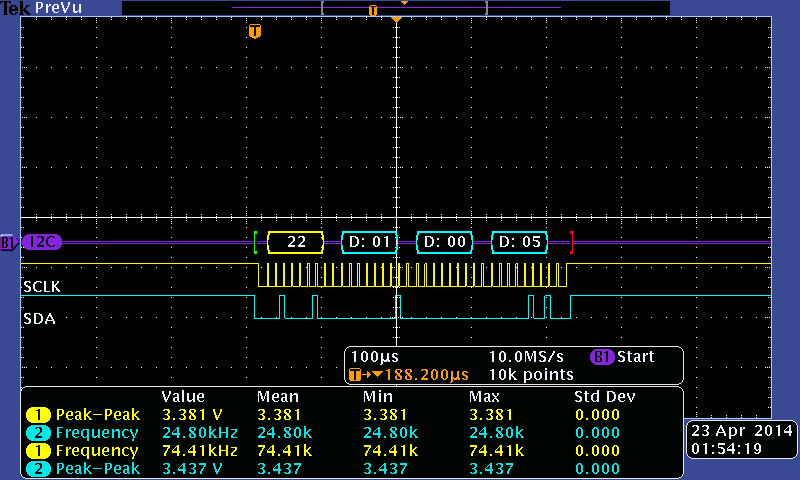 Tek PreVu
T
T
B1 I2C 22 D: 01 D: 00 D: 05
SCLK
SDA
100µs 10.0MS/s B1 Start
T→▼188.200µs 10k points
Value Mean Min Max Std Dev
1 Peak-Peak 3.381 V 3.381 3.381 3.381 0.000
2 Frequency 24.80kHz 24.80k 24.80k 24.80k 0.000
1 Frequency 74.41kHz 74.41k 74.41k 74.41k 0.000
2 Peak-Peak 3.437 V 3.437 3.437 3.437 0.000
23 Apr 2014
01:54:19